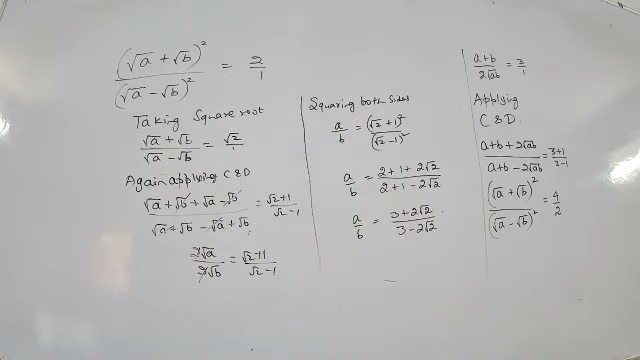 a+b / 2√ab = 3/1
Applying
C & D.
a+b+2√ab / a+b-2√ab = 3+1 / 3-1
(√a + √b)² / (√a - √b)² = 4/2
(√a + √b)² / (√a - √b)² = 2/1
Taking Square root
√a + √b / √a - √b = √2 / 1
Again applying C & D
√a + √b + √a - √b / √a + √b - √a + √b = √2+1 / √2-1
2√a / 2√b = √2+1 / √2-1
Squaring both sides
a/b = (√2+1)² / (√2-1)²
a/b = 2+1+2√2 / 2+1-2√2
a/b = 3+2√2 / 3-2√2